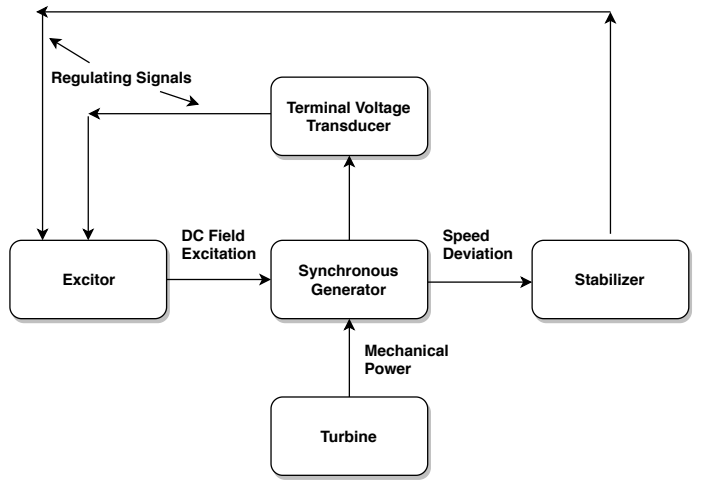 Regulating Signals
Terminal Voltage
Transducer
DC Field
Excitation
Speed
Deviation
Excitor
Synchronous
Generator
Stabilizer
Mechanical
Power
Turbine